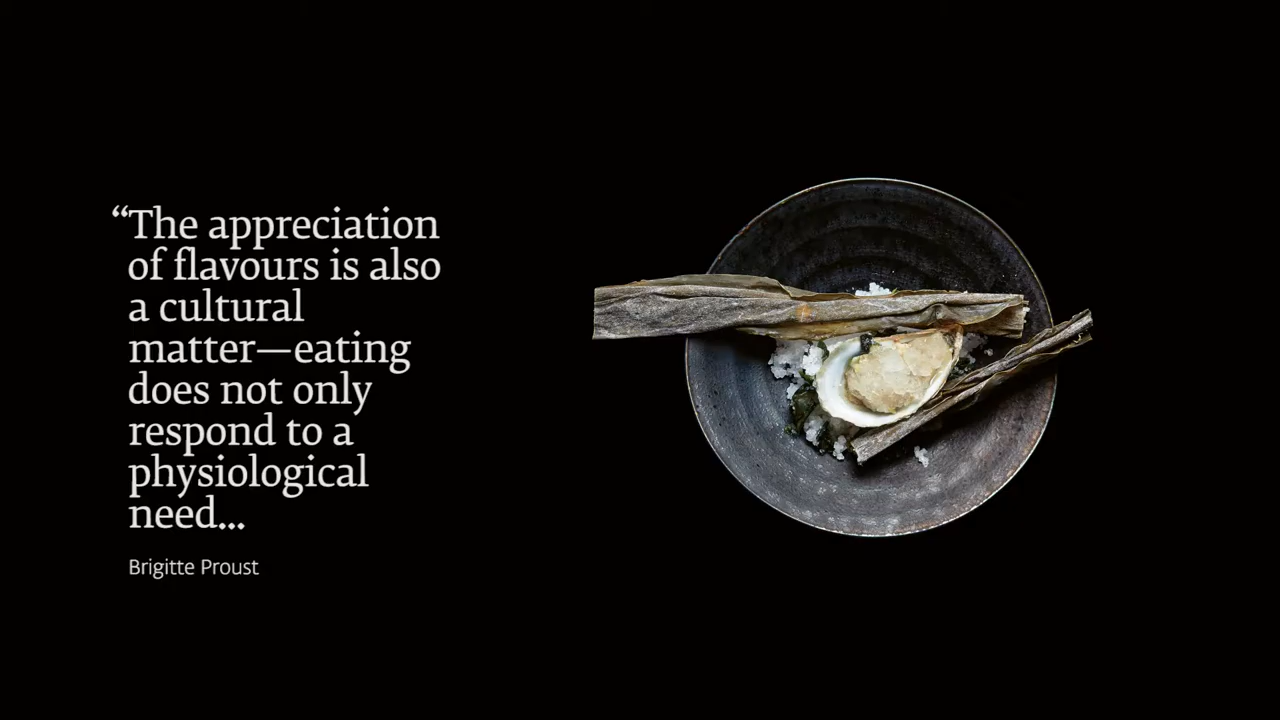 “The appreciation
of flavours is also
a cultural
matter—eating
does not only
respond to a
physiological
need...
Brigitte Proust